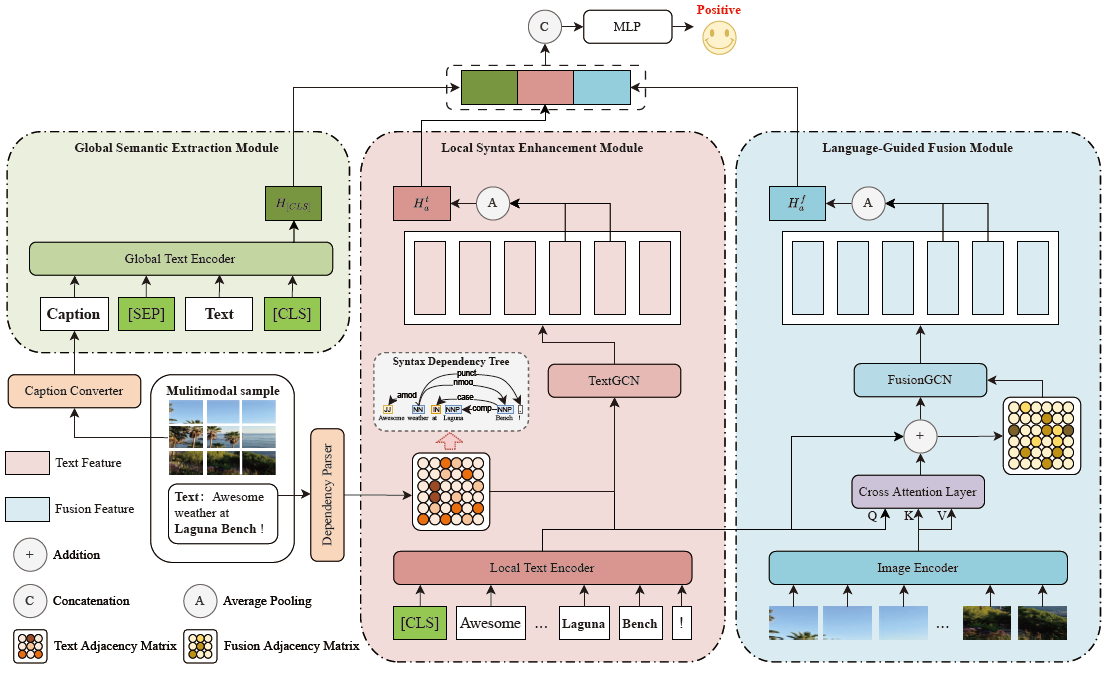 Positive
C
MLP
Global Semantic Extraction Module
H[CLS]
Global Text Encoder
Caption
[SEP]
Text
[CLS]
Caption Converter
Mulitimodal sample
Text: Awesome
weather at
Laguna Bench !
Dependency Parser
Text Feature
Fusion Feature
+ Addition
C Concatenation
A Average Pooling
Text Adjacency Matrix
Fusion Adjacency Matrix
Local Syntax Enhancement Module
H_a^t
A
Syntax Dependency Tree
punct
nmod
amod
case
comp
JJ NN IN NNP NNP .
Awesome weather at Laguna Bench !
TextGCN
Local Text Encoder
[CLS] Awesome ... Laguna Bench !
Language-Guided Fusion Module
H_a^f
A
FusionGCN
+
Cross Attention Layer
Q K V
Image Encoder
...